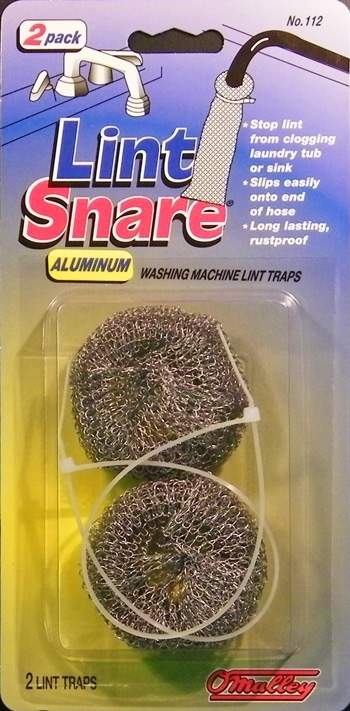 2 pack
No. 112
Lint
Snare®
* Stop lint
from clogging
laundry tub
or sink
* Slips easily
onto end
of hose
* Long lasting,
rustproof
ALUMINUM WASHING MACHINE LINT TRAPS
2 LINT TRAPS
O'Malley